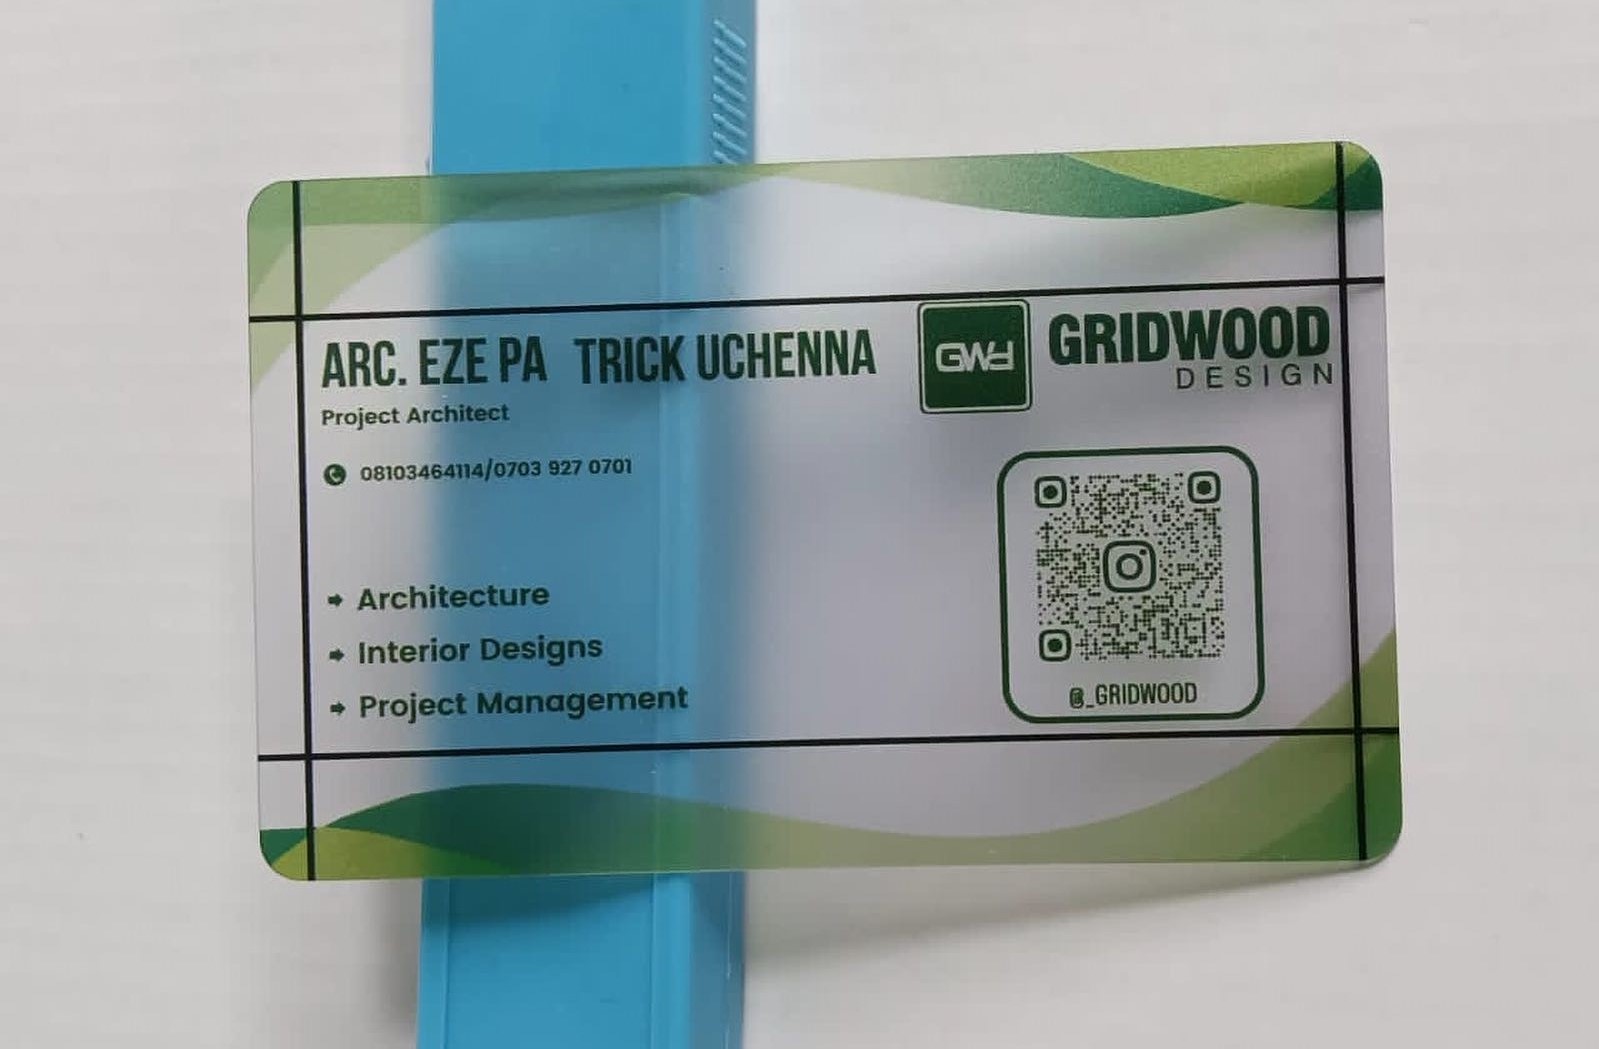 ARC. EZE PA TRICK UCHENNA
Project Architect
08103464114/0703 927 0701
Architecture
Interior Designs
Project Management
GWd
GRIDWOOD
DESIGN
@_GRIDWOOD